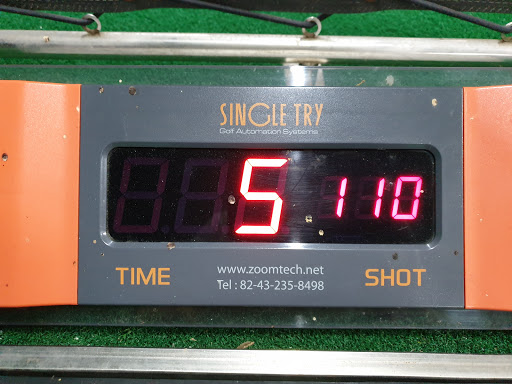 SINGLE TRY
Golf Automation Systems
5 110
TIME
www.zoomtech.net
SHOT
Tel : 82-43-235-8498